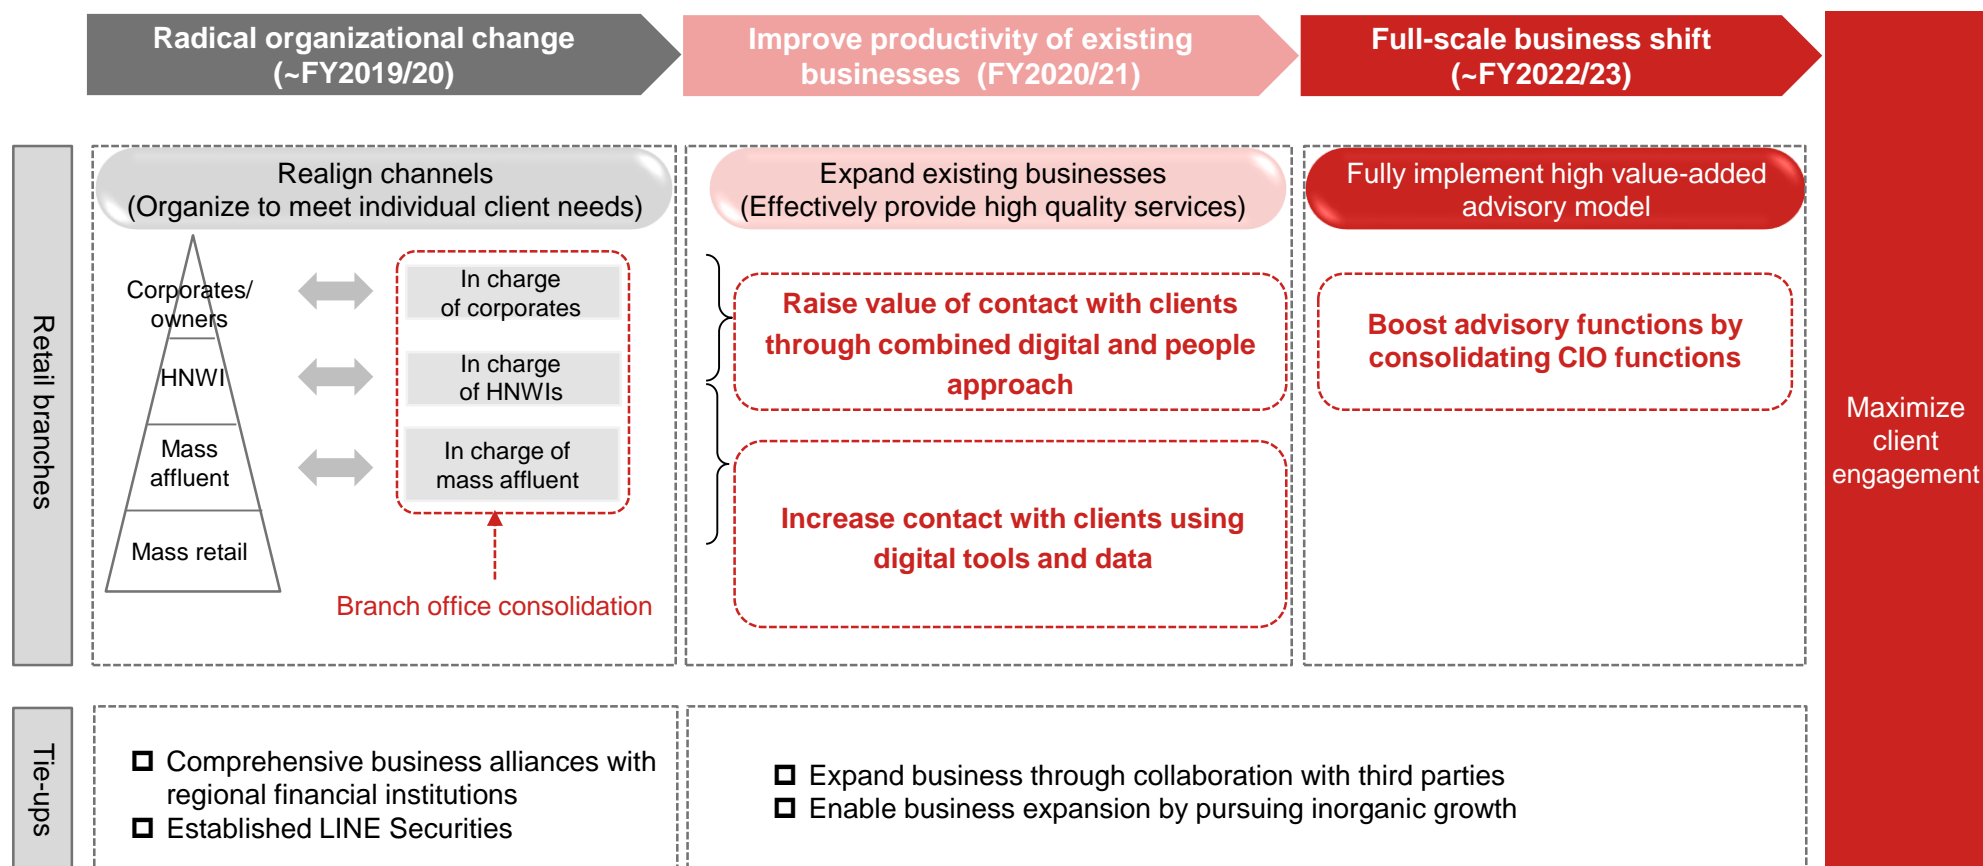 Radical organizational change
(~FY2019/20)
Improve productivity of existing
businesses (FY2020/21)
Full-scale business shift
(~FY2022/23)
Retail branches
Realign channels
(Organize to meet individual client needs)
Corporates/
owners
HNWI
Mass
affluent
Mass retail
In charge
of corporates
In charge
of HNWIs
In charge of
mass affluent
Branch office consolidation
Expand existing businesses
(Effectively provide high quality services)
Raise value of contact with clients
through combined digital and people
approach
Increase contact with clients using
digital tools and data
Fully implement high value-added
advisory model
Boost advisory functions by
consolidating CIO functions
Maximize
client
engagement
Tie-ups
Comprehensive business alliances with
regional financial institutions
Established LINE Securities
Expand business through collaboration with third parties
Enable business expansion by pursuing inorganic growth